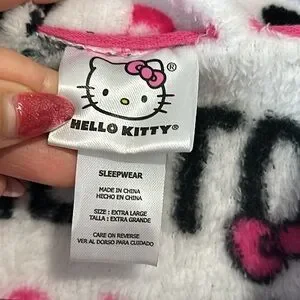 ®
HELLO KITTY®
SLEEPWEAR
MADE IN CHINA
HECHO EN CHINA
SIZE : EXTRA LARGE
TALLA : EXTRA GRANDE
CARE ON REVERSE
VER AL DORSO PARA CUIDADO